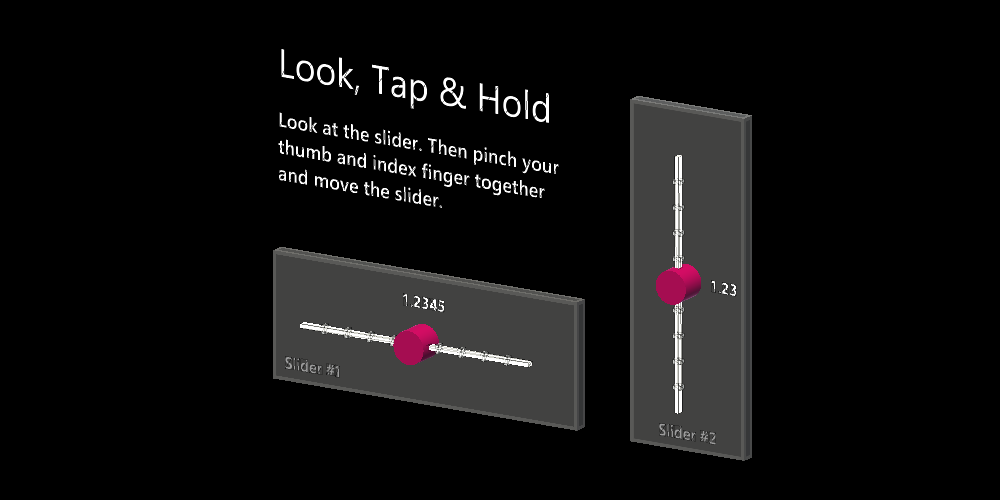 Look, Tap & Hold
Look at the slider. Then pinch your
thumb and index finger together
and move the slider.
1.2345
Slider #1
1.23
Slider #2